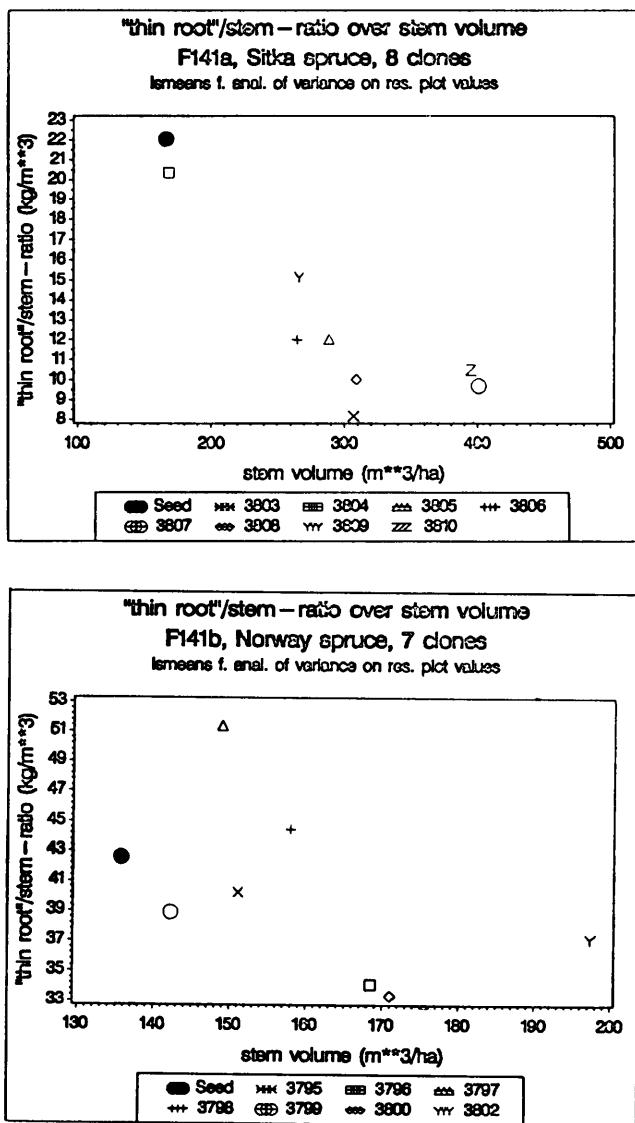 "thin root"/stem-ratio over stem volume
F141a, Sitka spruce, 8 clones
lsmeans f. anal. of variance on res. plot values
"thin root"/stem-ratio (kg/m**3)
23
22
21
20
19
18
17
16
15
14
13
12
11
10
9
8
100 200 300 400 500
stem volume (m**3/ha)
Seed 3803 3804 3805 3806
3807 3808 3809 3810
"thin root"/stem-ratio over stem volume
F141b, Norway spruce, 7 clones
lsmeans f. anal. of variance on res. plot values
"thin root"/stem-ratio (kg/m**3)
53
51
49
47
45
43
41
39
37
35
33
130 140 150 160 170 180 190 200
stem volume (m**3/ha)
Seed 3795 3796 3797
3798 3799 3800 3802